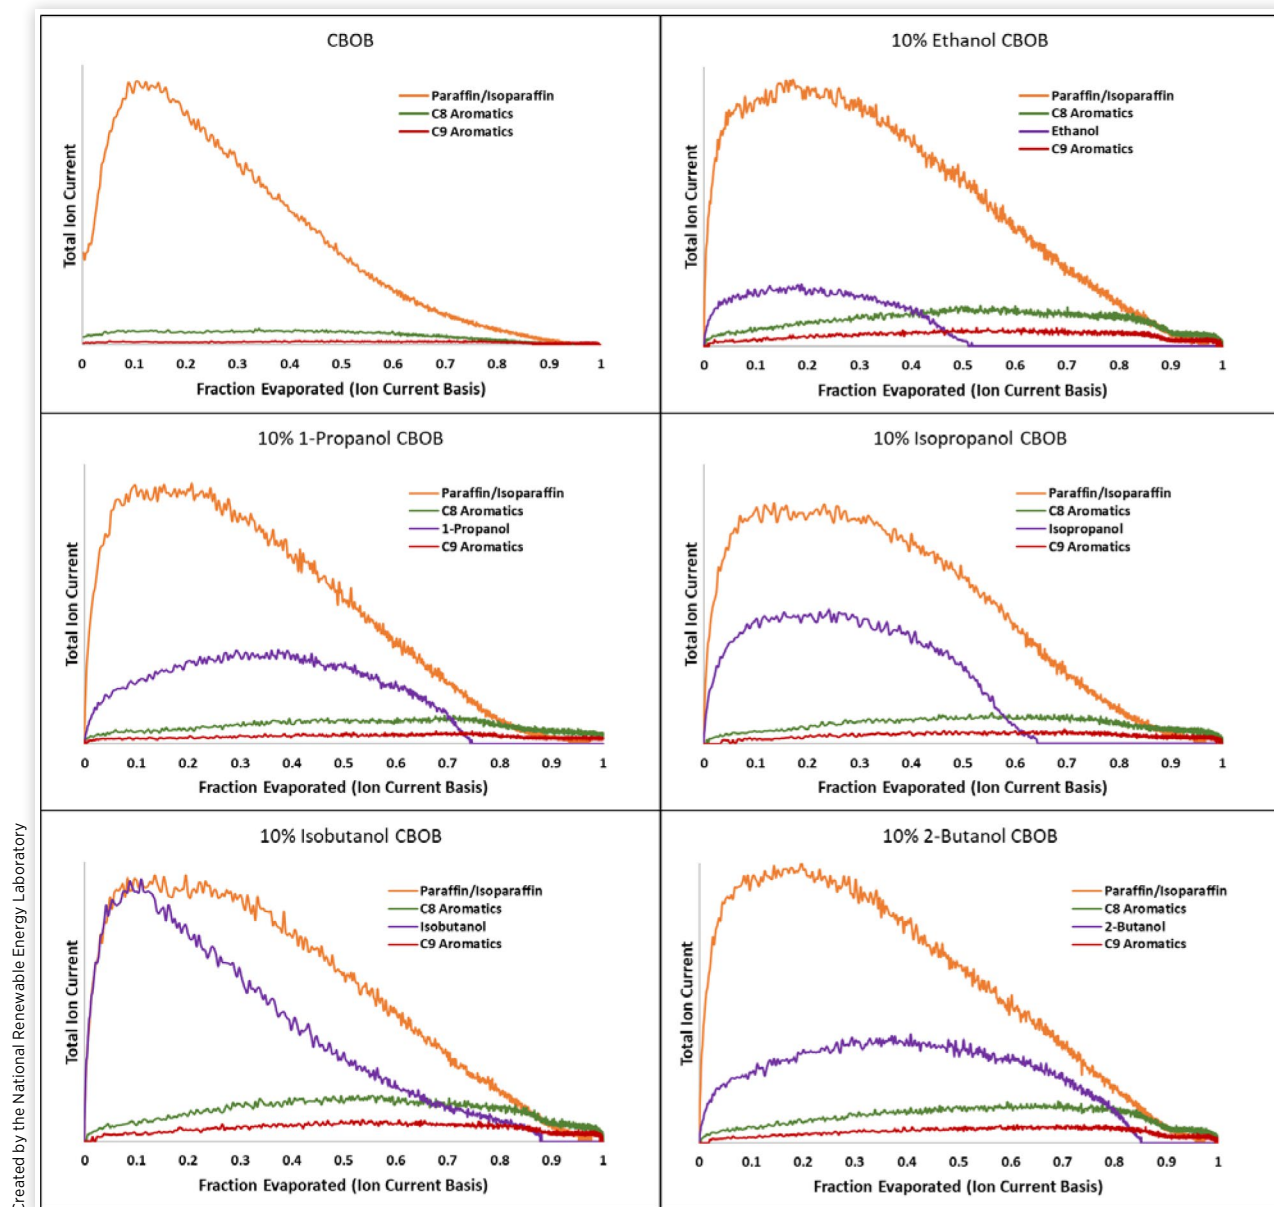 CBOB
Paraffin/Isoparaffin
C8 Aromatics
C9 Aromatics
Total Ion Current
0 0.1 0.2 0.3 0.4 0.5 0.6 0.7 0.8 0.9 1
Fraction Evaporated (Ion Current Basis)
10% Ethanol CBOB
Paraffin/Isoparaffin
C8 Aromatics
Ethanol
C9 Aromatics
Total Ion Current
0 0.1 0.2 0.3 0.4 0.5 0.6 0.7 0.8 0.9 1
Fraction Evaporated (Ion Current Basis)
10% 1-Propanol CBOB
Paraffin/Isoparaffin
C8 Aromatics
1-Propanol
C9 Aromatics
Total Ion Current
0 0.1 0.2 0.3 0.4 0.5 0.6 0.7 0.8 0.9 1
Fraction Evaporated (Ion Current Basis)
10% Isopropanol CBOB
Paraffin/Isoparaffin
C8 Aromatics
Isopropanol
C9 Aromatics
Total Ion Current
0 0.1 0.2 0.3 0.4 0.5 0.6 0.7 0.8 0.9 1
Fraction Evaporated (Ion Current Basis)
10% Isobutanol CBOB
Paraffin/Isoparaffin
C8 Aromatics
Isobutanol
C9 Aromatics
Total Ion Current
0 0.1 0.2 0.3 0.4 0.5 0.6 0.7 0.8 0.9 1
Fraction Evaporated (Ion Current Basis)
10% 2-Butanol CBOB
Paraffin/Isoparaffin
C8 Aromatics
2-Butanol
C9 Aromatics
Total Ion Current
0 0.1 0.2 0.3 0.4 0.5 0.6 0.7 0.8 0.9 1
Fraction Evaporated (Ion Current Basis)
Created by the National Renewable Energy Laboratory